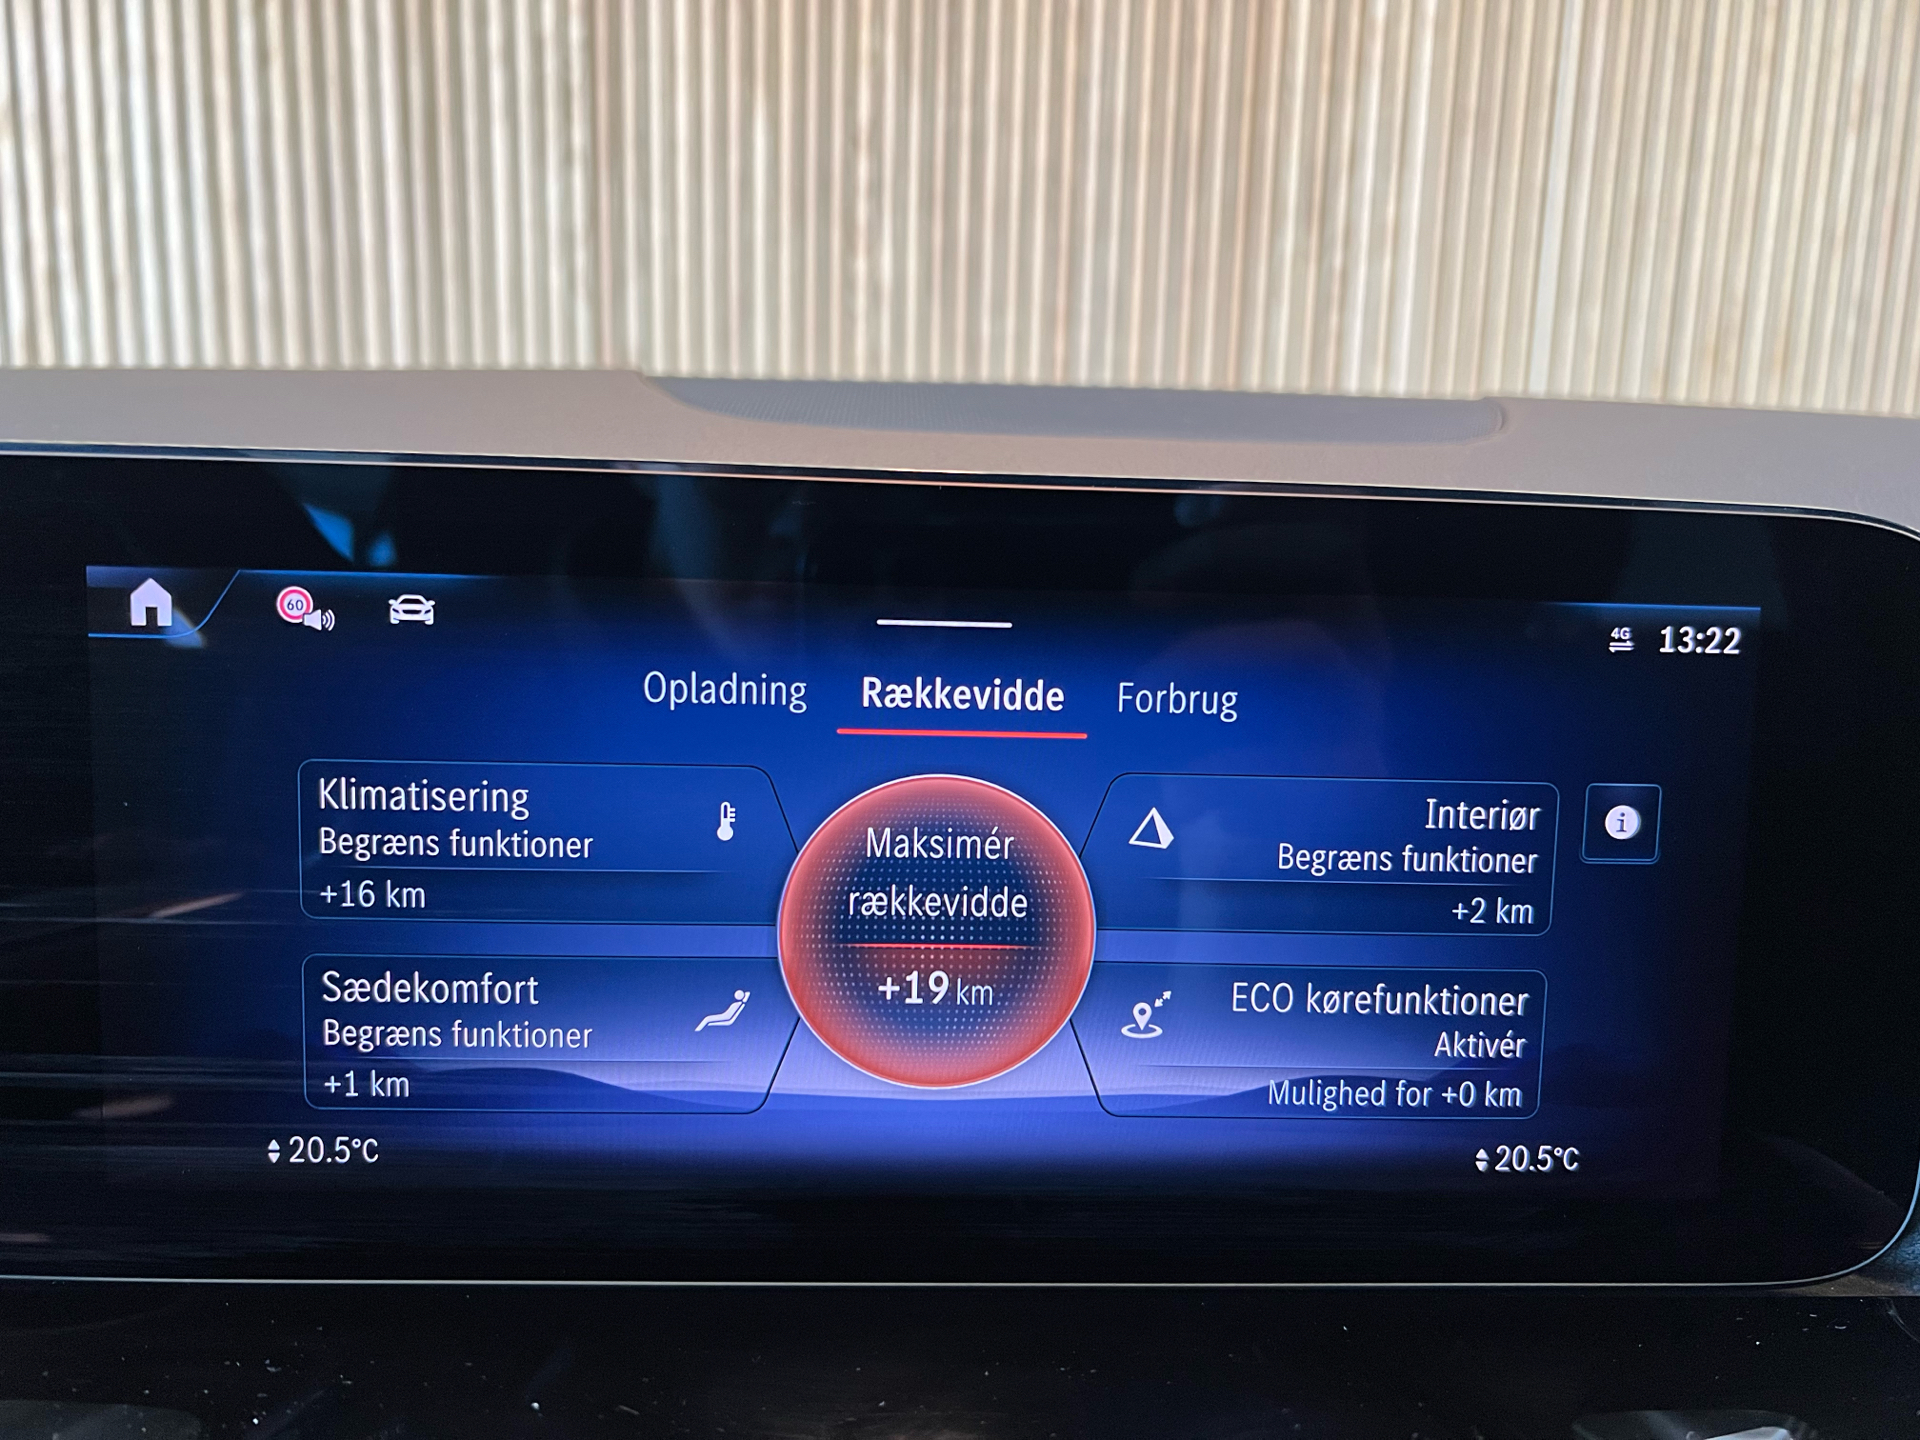 60
4G
13:22
Opladning
Rækkevidde
Forbrug
Klimatisering
Begræns funktioner
+16 km
Maksimér
rækkevidde
+19 km
Interiør
Begræns funktioner
+2 km
i
Sædekomfort
Begræns funktioner
+1 km
ECO kørefunktioner
Aktivér
Mulighed for +0 km
20.5°C
20.5°C